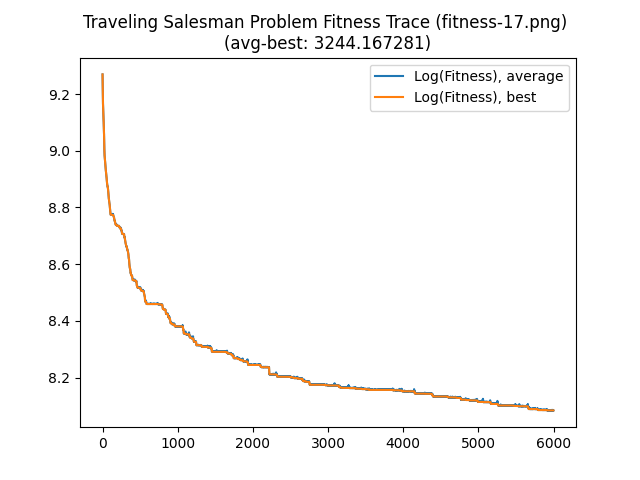 Traveling Salesman Problem Fitness Trace (fitness-17.png)
(avg-best: 3244.167281)
Log(Fitness), average
Log(Fitness), best
9.2
9.0
8.8
8.6
8.4
8.2
0 1000 2000 3000 4000 5000 6000